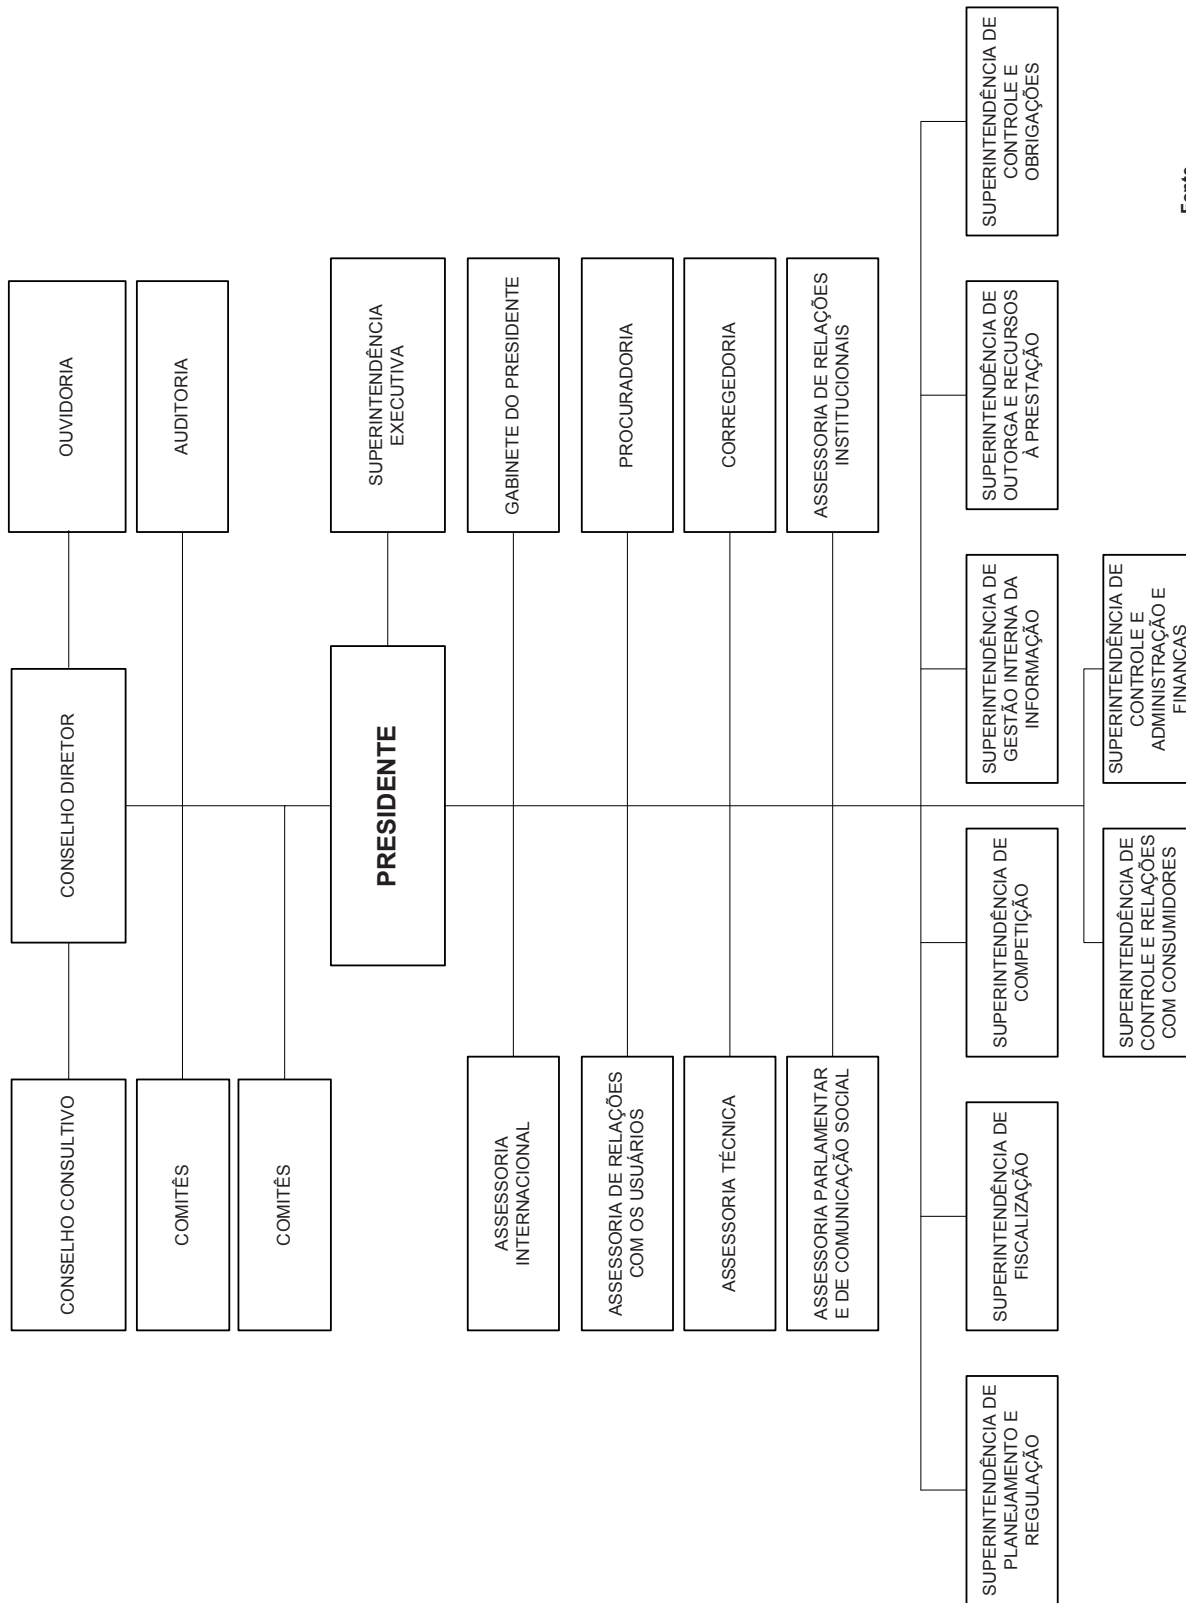 CONSELHO CONSULTIVO
CONSELHO DIRETOR
OUVIDORIA
COMITÊS
AUDITORIA
COMITÊS
PRESIDENTE
SUPERINTENDÊNCIA
EXECUTIVA
ASSESSORIA
INTERNACIONAL
GABINETE DO PRESIDENTE
ASSESSORIA DE RELAÇÕES
COM OS USUÁRIOS
PROCURADORIA
ASSESSORIA TÉCNICA
CORREGEDORIA
ASSESSORIA PARLAMENTAR
E DE COMUNICAÇÃO SOCIAL
ASSESSORIA DE RELAÇÕES
INSTITUCIONAIS
SUPERINTENDÊNCIA DE
PLANEJAMENTO E
REGULAÇÃO
SUPERINTENDÊNCIA DE
FISCALIZAÇÃO
SUPERINTENDÊNCIA DE
COMPETIÇÃO
SUPERINTENDÊNCIA DE
GESTÃO INTERNA DA
INFORMAÇÃO
SUPERINTENDÊNCIA DE
OUTORGA E RECURSOS
À PRESTAÇÃO
SUPERINTENDÊNCIA DE
CONTROLE E
OBRIGAÇÕES
SUPERINTENDÊNCIA DE
CONTROLE E RELAÇÕES
COM CONSUMIDORES
SUPERINTENDÊNCIA DE
CONTROLE E
ADMINISTRAÇÃO E
FINANÇAS
Fonte